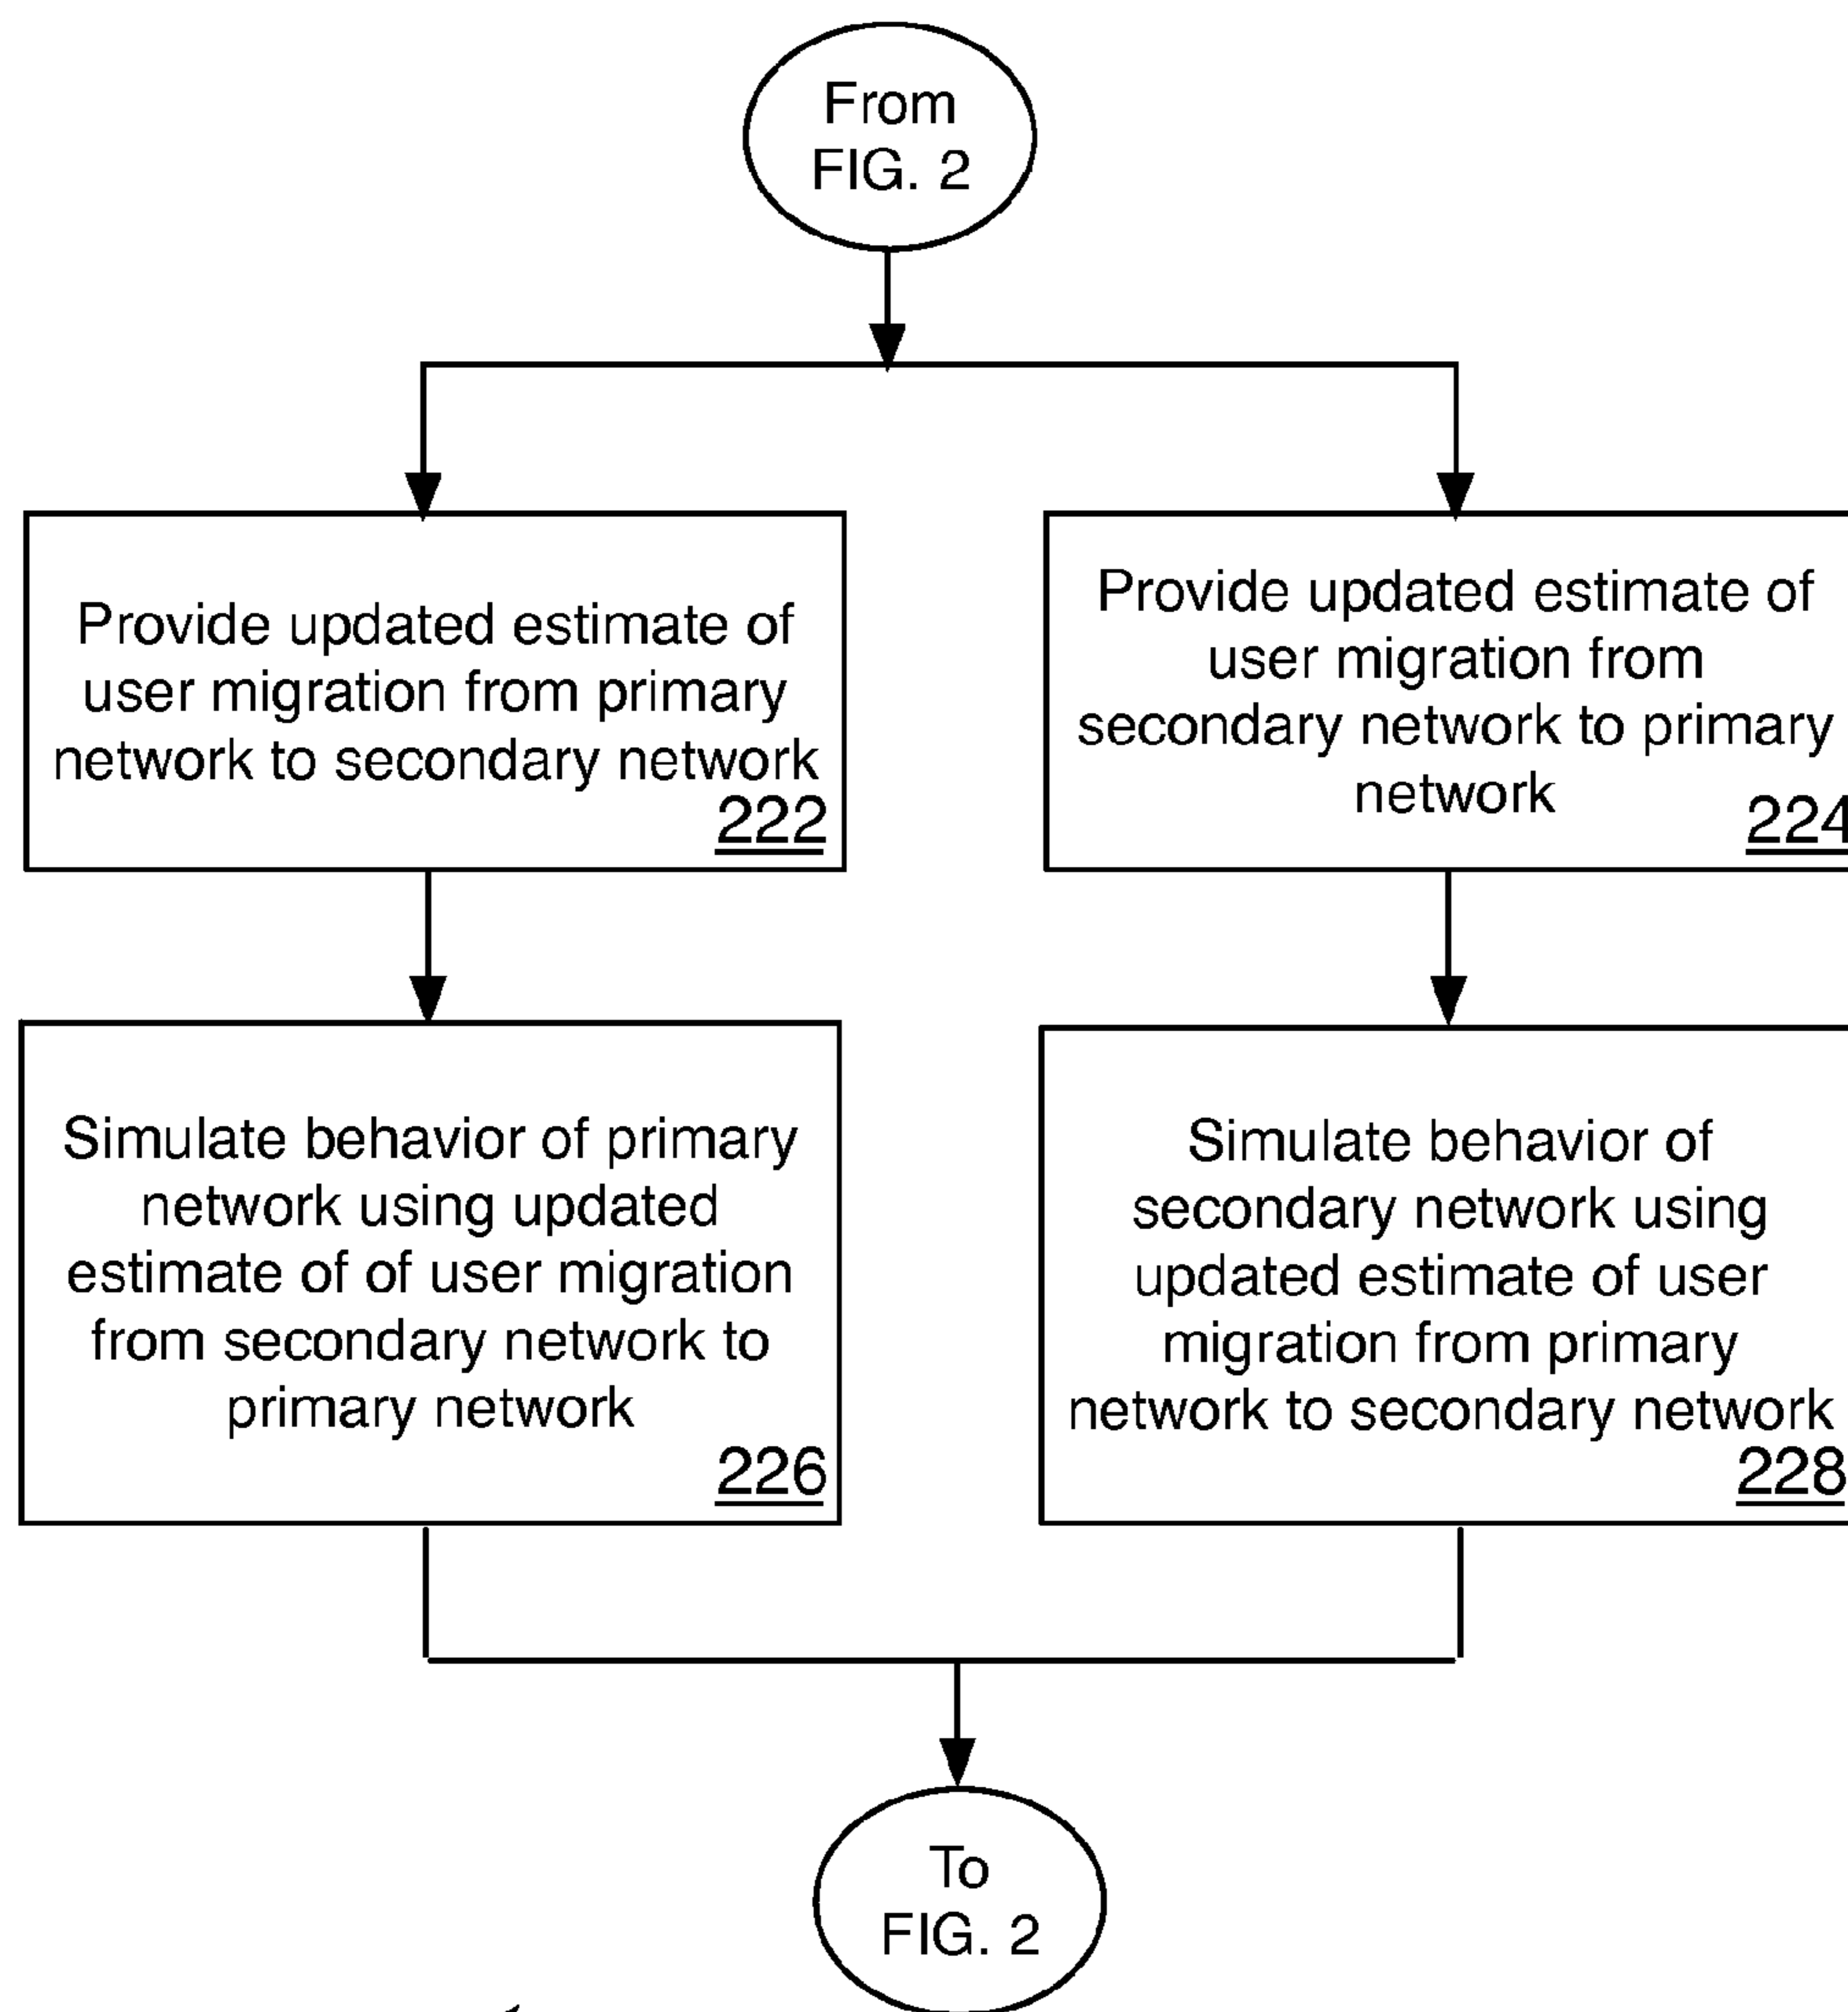 From
FIG. 2
Provide updated estimate of
user migration from primary
network to secondary network
222
Provide updated estimate of
user migration from
secondary network to primary
network
224
Simulate behavior of primary
network using updated
estimate of of user migration
from secondary network to
primary network
226
Simulate behavior of
secondary network using
updated estimate of user
migration from primary
network to secondary network
228
To
FIG. 2